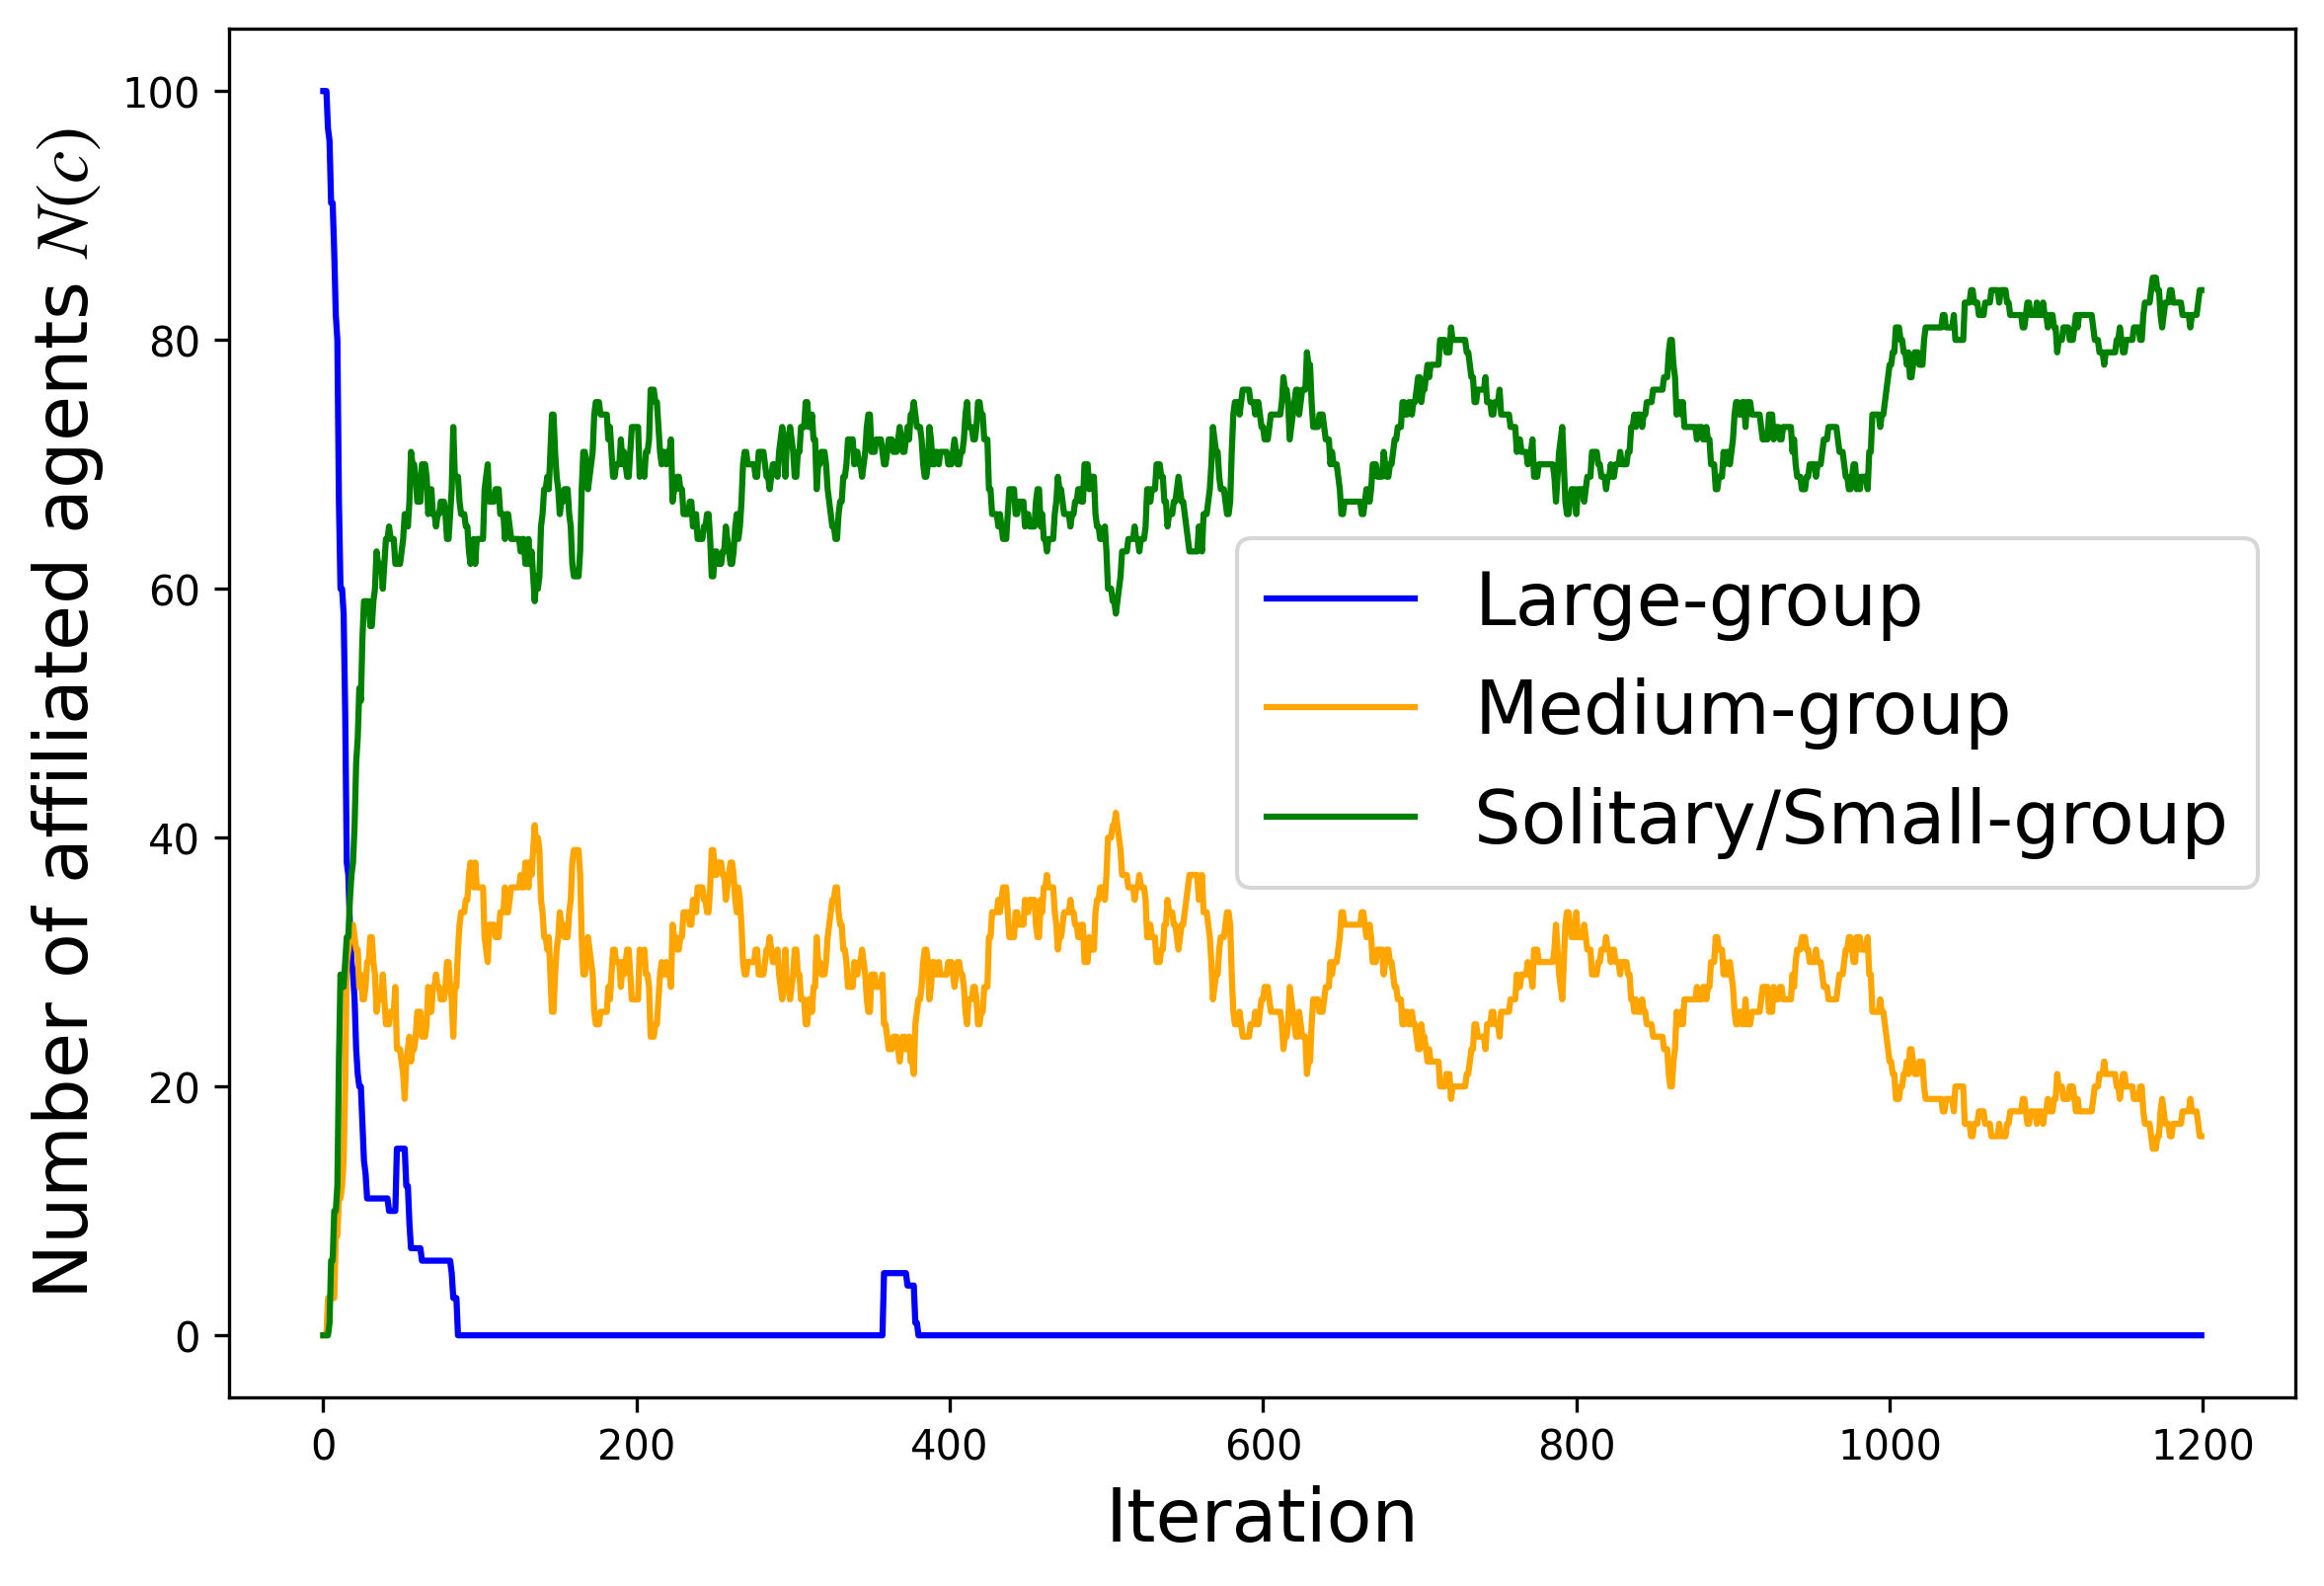 Number of affiliated agents N(c)
100
80
60
40
20
0
Large-group
Medium-group
Solitary/Small-group
0 200 400 600 800 1000 1200
Iteration